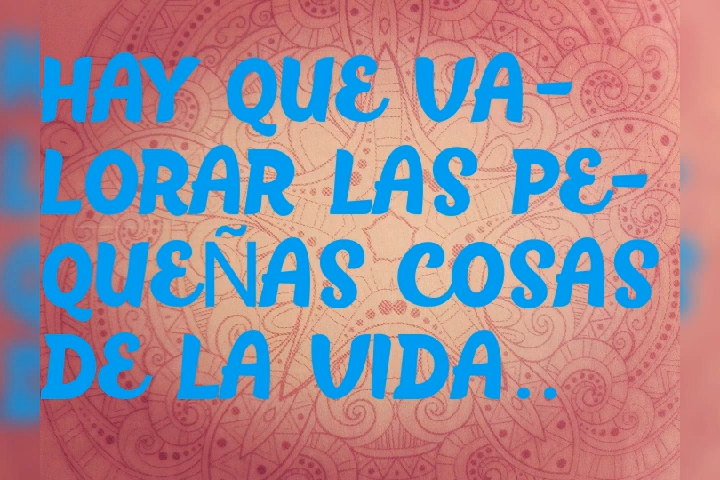 HAY QUE VA-
LORAR LAS PE-
QUEÑAS COSAS
DE LA VIDA..